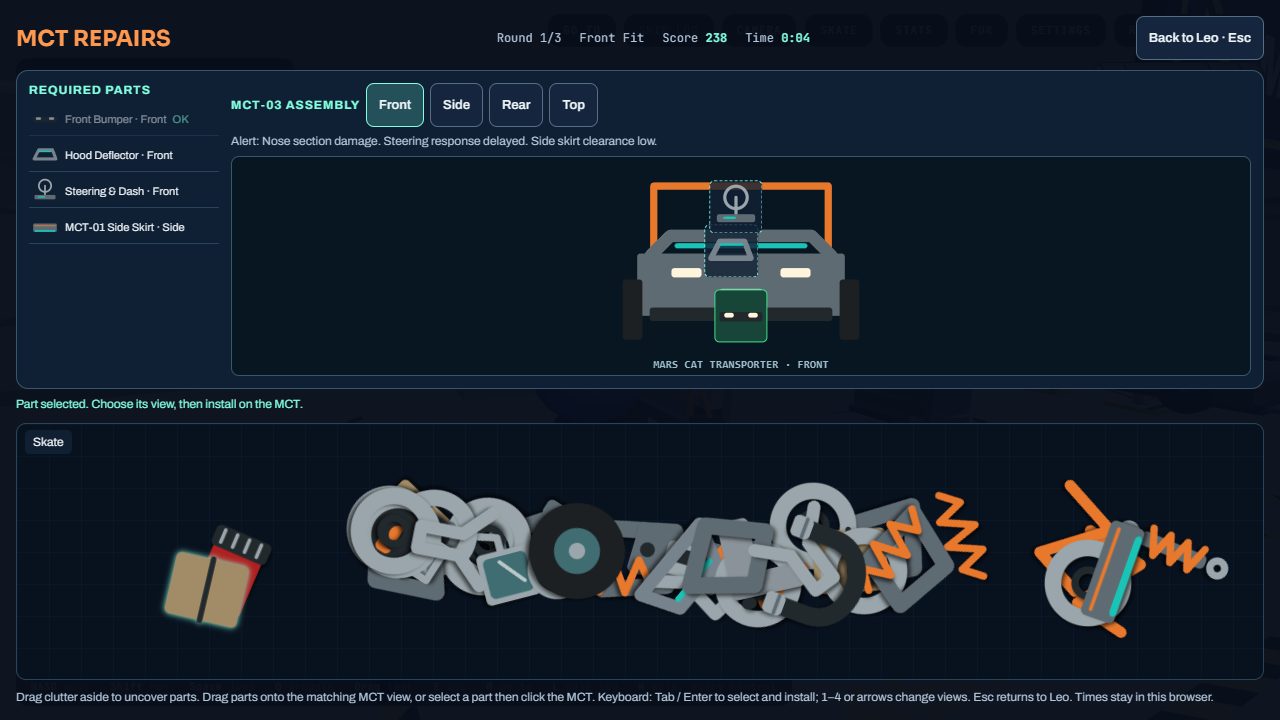 MCT REPAIRS
Round 1/3 Front Fit Score 238 Time 0:04
Back to Leo · Esc
REQUIRED PARTS
Front Bumper · Front OK
Hood Deflector · Front
Steering & Dash · Front
MCT-01 Side Skirt · Side
MCT-03 ASSEMBLY Front Side Rear Top
Alert: Nose section damage. Steering response delayed. Side skirt clearance low.
MARS CAT TRANSPORTER · FRONT
Part selected. Choose its view, then install on the MCT.
Skate
Drag clutter aside to uncover parts. Drag parts onto the matching MCT view, or select a part then click the MCT. Keyboard: Tab / Enter to select and install; 1–4 or arrows change views. Esc returns to Leo. Times stay in this browser.